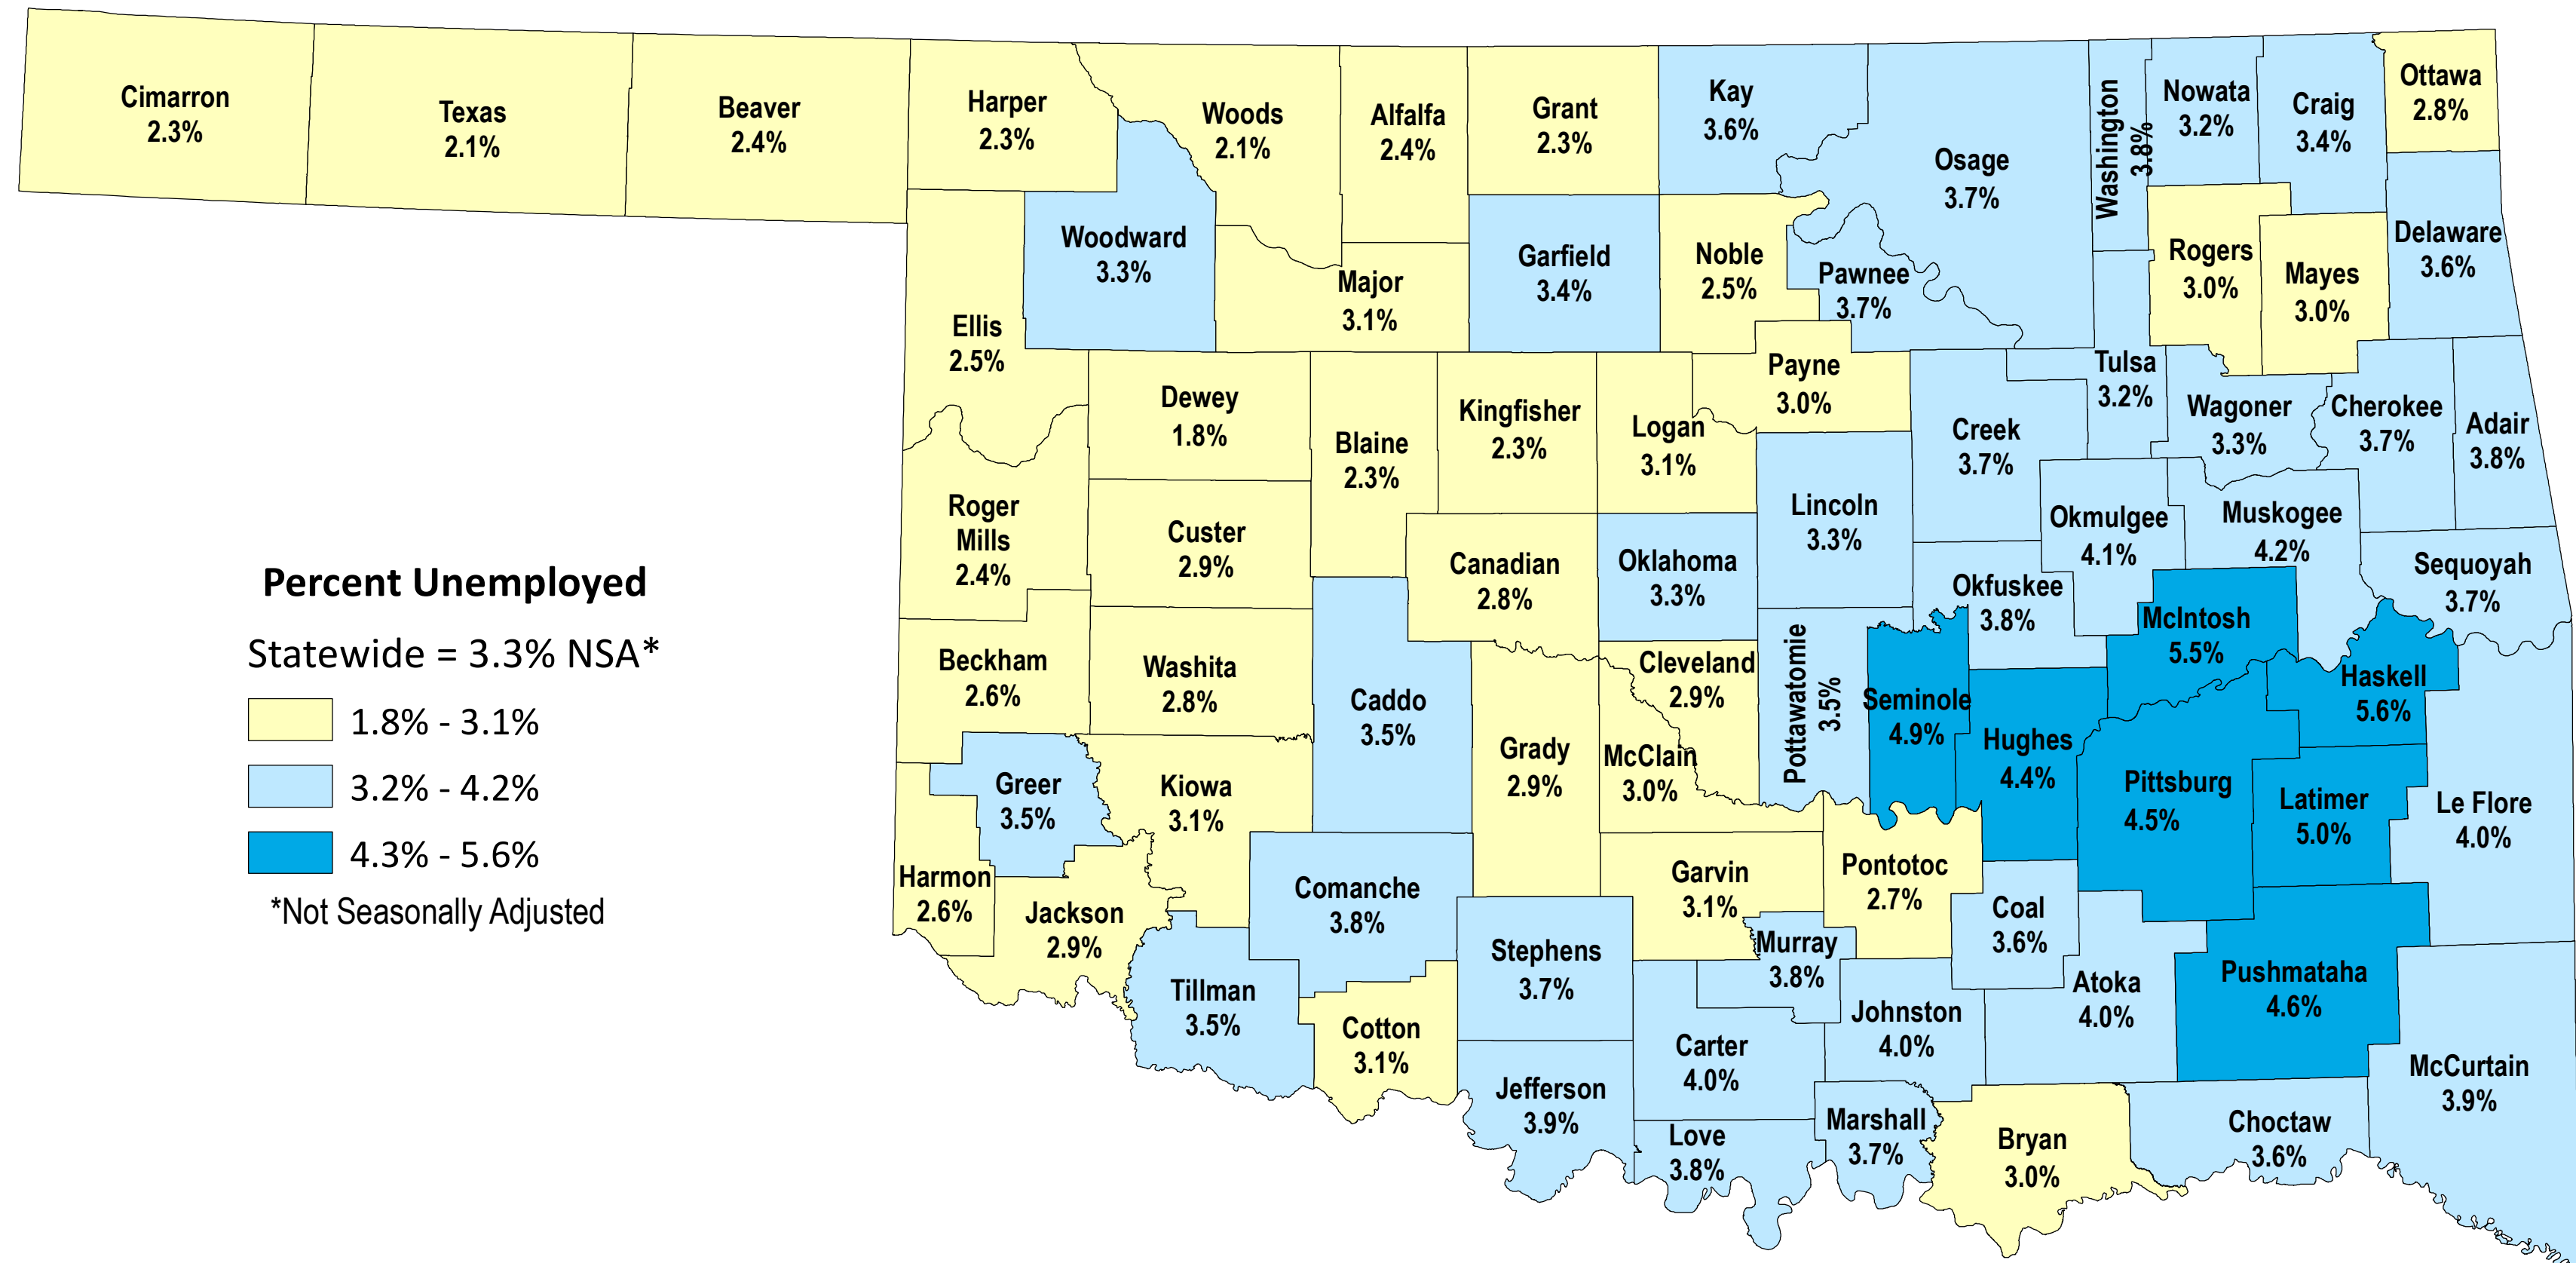 Cimarron
2.3%
Texas
2.1%
Beaver
2.4%
Harper
2.3%
Woods
2.1%
Alfalfa
2.4%
Grant
2.3%
Kay
3.6%
Osage
3.7%
Washington
3.8%
Nowata
3.2%
Craig
3.4%
Ottawa
2.8%
Woodward
3.3%
Major
3.1%
Garfield
3.4%
Noble
2.5%
Pawnee
3.7%
Rogers
3.0%
Mayes
3.0%
Delaware
3.6%
Ellis
2.5%
Dewey
1.8%
Blaine
2.3%
Kingfisher
2.3%
Logan
3.1%
Payne
3.0%
Creek
3.7%
Tulsa
3.2%
Wagoner
3.3%
Cherokee
3.7%
Adair
3.8%
Roger
Mills
2.4%
Custer
2.9%
Canadian
2.8%
Oklahoma
3.3%
Lincoln
3.3%
Okfuskee
3.8%
Okmulgee
4.1%
Muskogee
4.2%
Sequoyah
3.7%
McIntosh
5.5%
Haskell
5.6%
Beckham
2.6%
Washita
2.8%
Caddo
3.5%
Grady
2.9%
Cleveland
2.9%
McClain
3.0%
Pottawatomie
3.5%
Seminole
4.9%
Hughes
4.4%
Pittsburg
4.5%
Latimer
5.0%
Le Flore
4.0%
Greer
3.5%
Kiowa
3.1%
Harmon
2.6%
Jackson
2.9%
Comanche
3.8%
Stephens
3.7%
Garvin
3.1%
Pontotoc
2.7%
Murray
3.8%
Coal
3.6%
Atoka
4.0%
Pushmataha
4.6%
McCurtain
3.9%
Tillman
3.5%
Cotton
3.1%
Jefferson
3.9%
Carter
4.0%
Johnston
4.0%
Love
3.8%
Marshall
3.7%
Bryan
3.0%
Choctaw
3.6%
Percent Unemployed
Statewide = 3.3% NSA*
1.8% - 3.1%
3.2% - 4.2%
4.3% - 5.6%
*Not Seasonally Adjusted